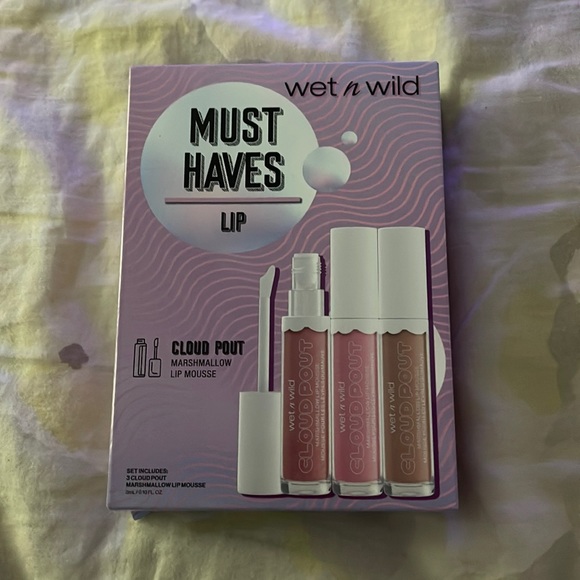 wet n wild
MUST
HAVES
LIP
CLOUD POUT
MARSHMALLOW
LIP MOUSSE
wet n wild
CLOUD POUT
wet n wild
CLOUD POUT
wet n wild
CLOUD POUT
SET INCLUDES:
3 CLOUD POUT
MARSHMALLOW LIP MOUSSE